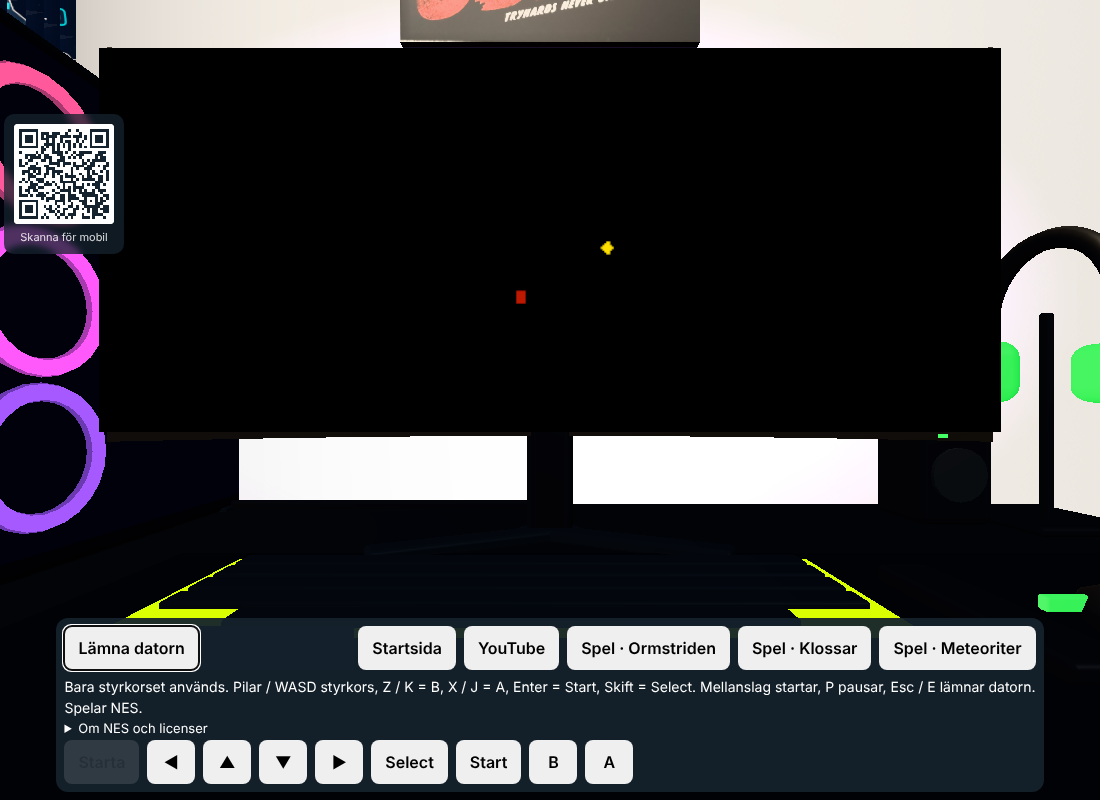 TRYHARDS NEVER
Skanna för mobil
Lämna datorn
Startsida
YouTube
Spel · Ormstriden
Spel · Klossar
Spel · Meteoriter
Bara styrkorset används. Pilar / WASD styrkors, Z / K = B, X / J = A, Enter = Start, Skift = Select. Mellanslag startar, P pausar, Esc / E lämnar datorn.
Spelar NES.
Om NES och licenser
Starta
Select
Start
B
A